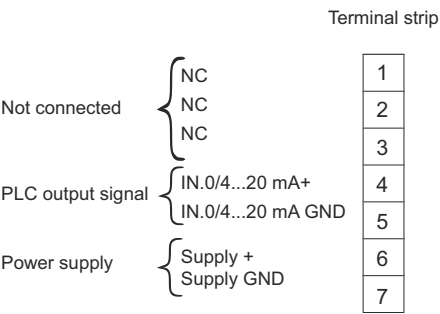 Terminal strip
NC 1
Not connected NC 2
NC 3
PLC output signal IN.0/4...20 mA+ 4
IN.0/4...20 mA GND 5
Power supply Supply + 6
Supply GND 7